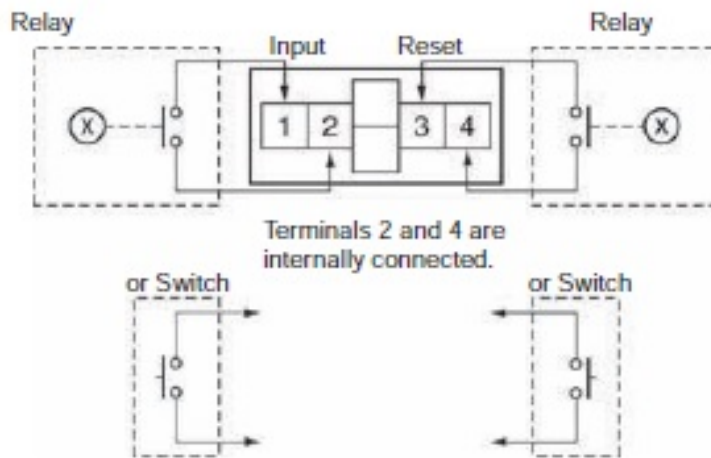 Relay
Relay
Input
Reset
X
1
2
3
4
X
Terminals 2 and 4 are
internally connected.
or Switch
or Switch